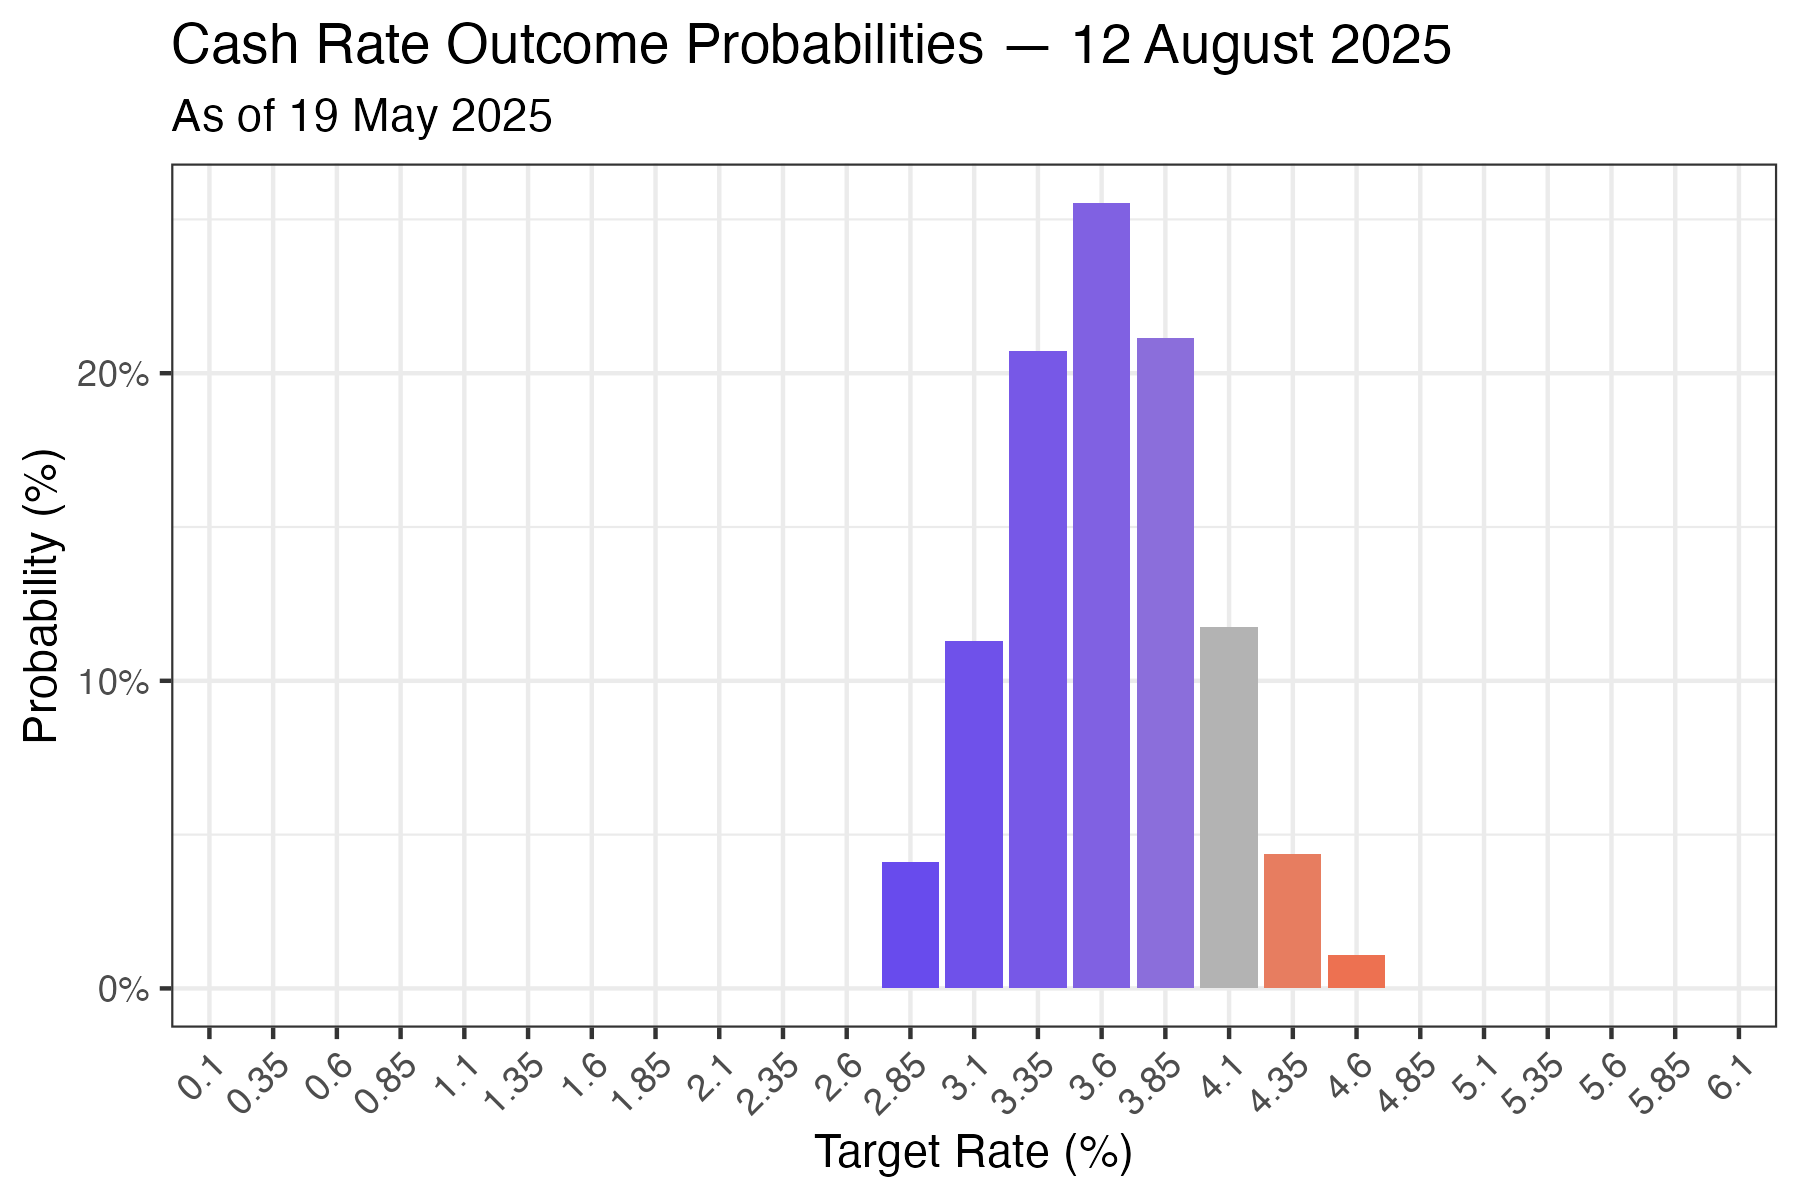 Cash Rate Outcome Probabilities — 12 August 2025
As of 19 May 2025
Probability (%)
20%
10%
0%
0.1 0.35 0.6 0.85 1.1 1.35 1.6 1.85 2.1 2.35 2.6 2.85 3.1 3.35 3.6 3.85 4.1 4.35 4.6 4.85 5.1 5.35 5.6 5.85 6.1
Target Rate (%)